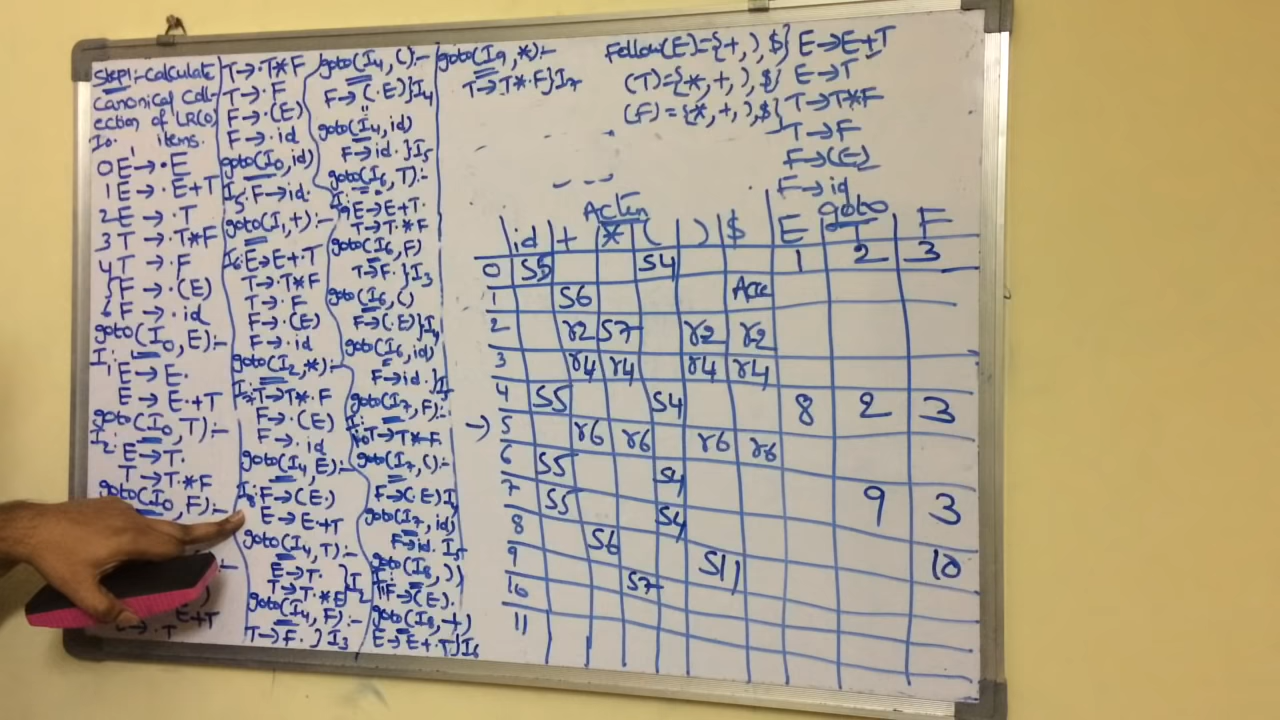 Step1:-Calculate
canonical coll-
ection of LR(0)
I0: items.
0 E' → ·E
1 E → ·E+T
2 E → ·T
3 T → ·T*F
4 T → ·F
5 F → ·(E)
6 F → ·id
goto(I0, E):-
I1: E' → E·
E → E·+T
goto(I0, T):-
I2: E → T·
T → T·*F
goto(I0, F):-
E+T
→ ·T
T → ·T*F
T → ·F
F → ·(E)
F → ·id
goto(I0, id)
I5: F → id·
goto(I1, +):-
I6: E → E+·T
T → ·T*F
T → ·F
F → ·(E)
F → ·id
goto(I2, *):-
I7: T → T*·F
F → ·(E)
F → ·id
goto(I4, E):-
I8: F → (E·)
E → E·+T
goto(I4, T):-
E → T· } I2
T → T·*F
goto(I4, F):-
T → F· } I3
goto(I4, ():-
F → (·E) } I4
goto(I4, id)
F → id· } I5
goto(I6, T):-
I9: E → E+T·
T → T·*F
goto(I6, F)
T → F· } I3
goto(I6, ()
F → (·E) } I4
goto(I6, id)
F → id· } I5
goto(I7, F):-
I10: T → T*F·
goto(I7, ():-
F → (·E) I4
goto(I7, id)
F → id· I5
goto(I8, ))
I11: F → (E)·
goto(I8, +)
E → E+·T } I6
goto(I9, *):-
T → T*·F } I7
Follow(E)={+, ), $}
(T)={*, +, ), $}
(F)={*, +, ), $}
E → E+T
E → T
T → T*F
T → F
F → (E)
F → id
Action goto
id + * ( ) $ E T F
0 S5 S4 1 2 3
1 S6 Acc
2 r2 S7 r2 r2
3 r4 r4 r4 r4
4 S5 S4 8 2 3
→ 5 r6 r6 r6 r6
6 S5 S4 9 3
7 S5 S4 10
8 S6 S11
9 S7
10
11